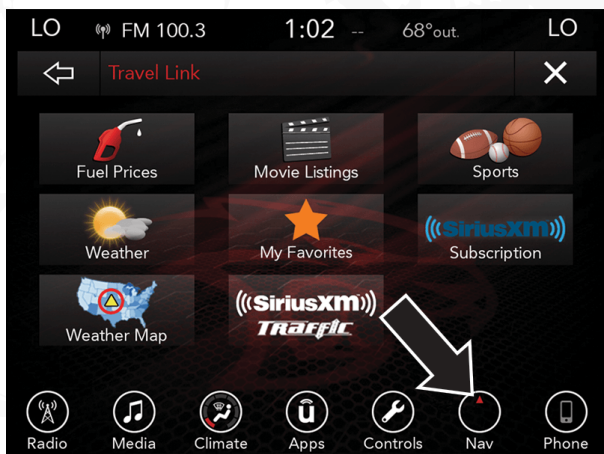 LO FM 100.3 1:02 -- 68°out. LO
Travel Link
Fuel Prices Movie Listings Sports
Weather My Favorites ((SiriusXM))
Subscription
Weather Map ((SiriusXM))
TRAFFIC
û
Radio Media Climate Apps Controls Nav Phone